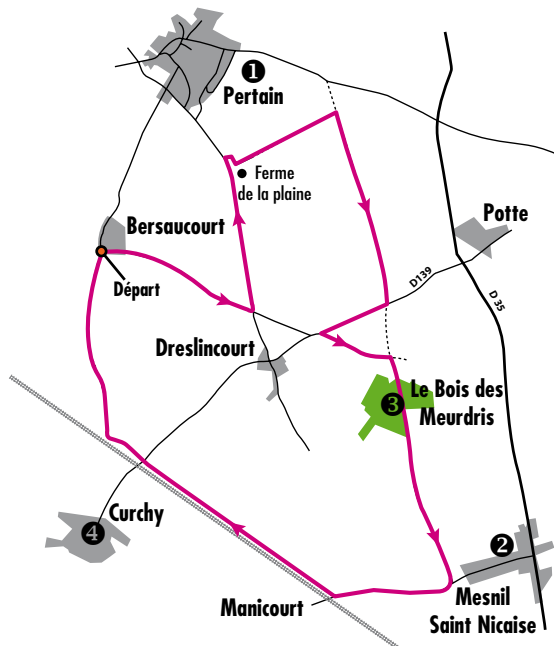 1
Pertain
Ferme
de la plaine
Bersaucourt
Potte
Départ
D139
D 35
Dreslincourt
3
Le Bois des
Meurdris
4
Curchy
2
Mesnil
Saint Nicaise
Manicourt